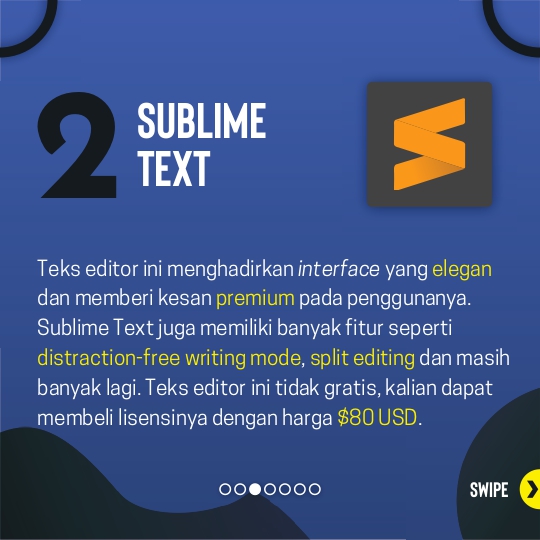 2
SUBLIME
TEXT
Teks editor ini menghadirkan interface yang elegan
dan memberi kesan premium pada penggunanya.
Sublime Text juga memiliki banyak fitur seperti
distraction-free writing mode, split editing dan masih
banyak lagi. Teks editor ini tidak gratis, kalian dapat
membeli lisensinya dengan harga $80 USD.
SWIPE